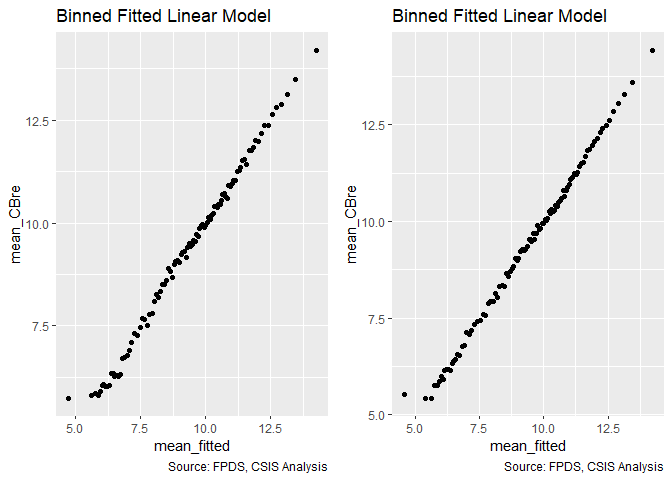 Binned Fitted Linear Model
mean_CBre
12.5
10.0
7.5
5.0
7.5
10.0
12.5
mean_fitted
Source: FPDS, CSIS Analysis
Binned Fitted Linear Model
mean_CBre
12.5
10.0
7.5
5.0
5.0
7.5
10.0
12.5
mean_fitted
Source: FPDS, CSIS Analysis